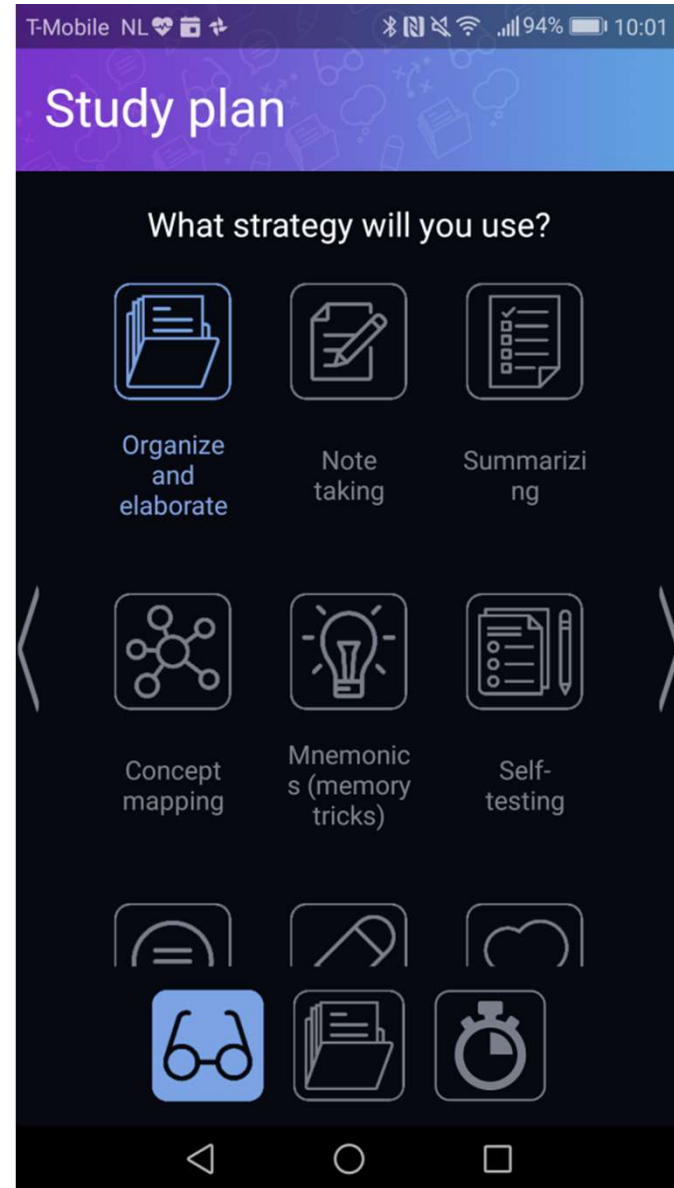 T-Mobile NL 94% 10:01
Study plan
What strategy will you use?
Organize
and
elaborate
Note
taking
Summarizi
ng
Concept
mapping
Mnemonic
s (memory
tricks)
Self-
testing